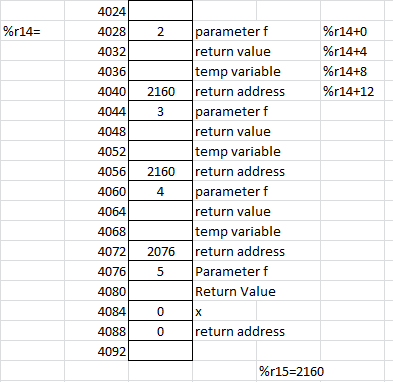 4024
%r14= 4028 2 parameter f %r14+0
4032 return value %r14+4
4036 temp variable %r14+8
4040 2160 return address %r14+12
4044 3 parameter f
4048 return value
4052 temp variable
4056 2160 return address
4060 4 parameter f
4064 return value
4068 temp variable
4072 2076 return address
4076 5 Parameter f
4080 Return Value
4084 0 x
4088 0 return address
4092
%r15=2160